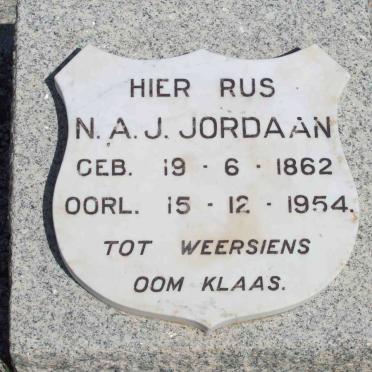 HIER RUS
N. A. J. JORDAAN
GEB. 19 - 6 - 1862
OORL. 15 - 12 - 1954.
TOT WEERSIENS
OOM KLAAS.